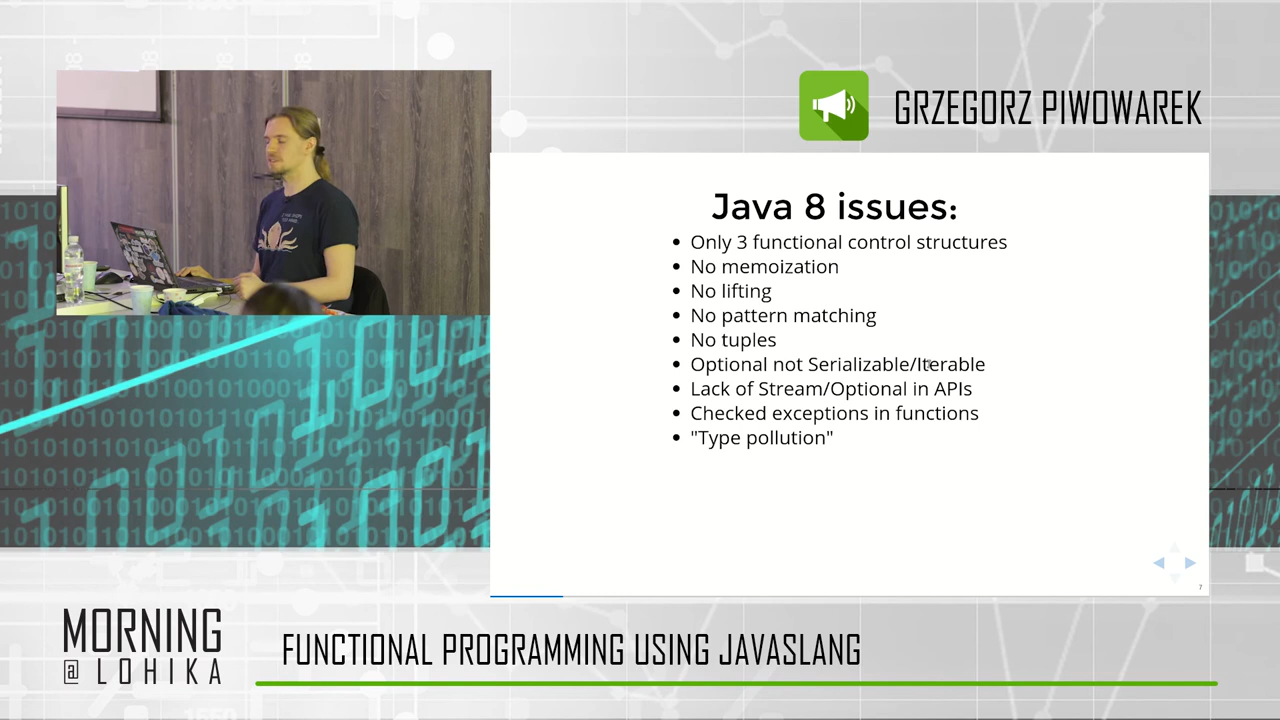 GRZEGORZ PIWOWAREK
Java 8 issues:
• Only 3 functional control structures
• No memoization
• No lifting
• No pattern matching
• No tuples
• Optional not Serializable/Iterable
• Lack of Stream/Optional in APIs
• Checked exceptions in functions
• "Type pollution"
7
MORNING
@ LOHIKA
FUNCTIONAL PROGRAMMING USING JAVASLANG